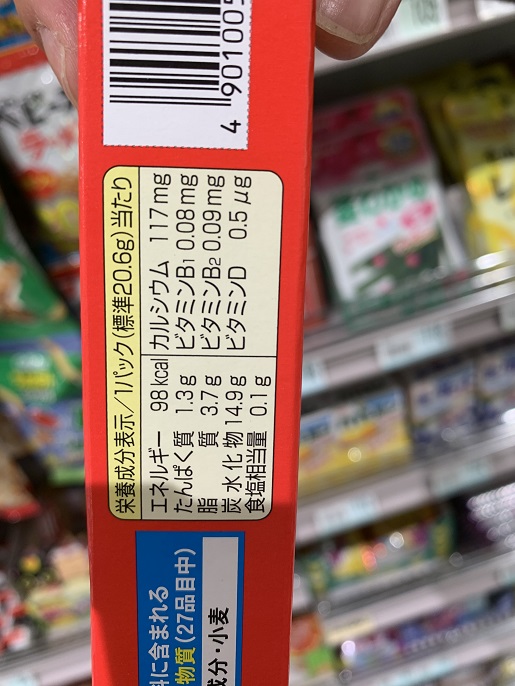 4 901005
栄養成分表示/1パック(標準20.6g)当たり
エネルギー 98kcal
たんぱく質 1.3g
脂質 3.7g
炭水化物 14.9g
食塩相当量 0.1g
カルシウム 117mg
ビタミンB1 0.08mg
ビタミンB2 0.09mg
ビタミンD 0.5μg
に含まれる
物質(27品目中)
成分・小麦